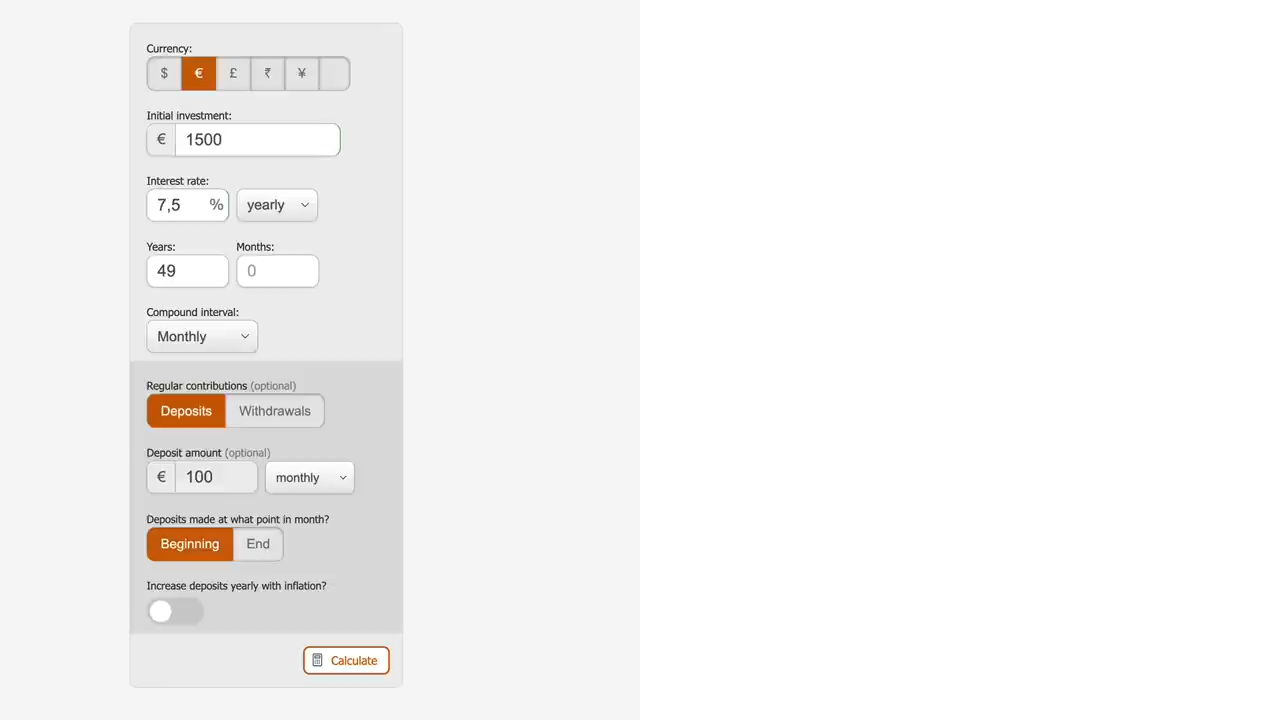 Currency:
$ € £ ₹ ¥
Initial investment:
€ 1500
Interest rate:
7,5 % yearly
Years: Months:
49 0
Compound interval:
Monthly
Regular contributions (optional)
Deposits Withdrawals
Deposit amount (optional)
€ 100 monthly
Deposits made at what point in month?
Beginning End
Increase deposits yearly with inflation?
Calculate